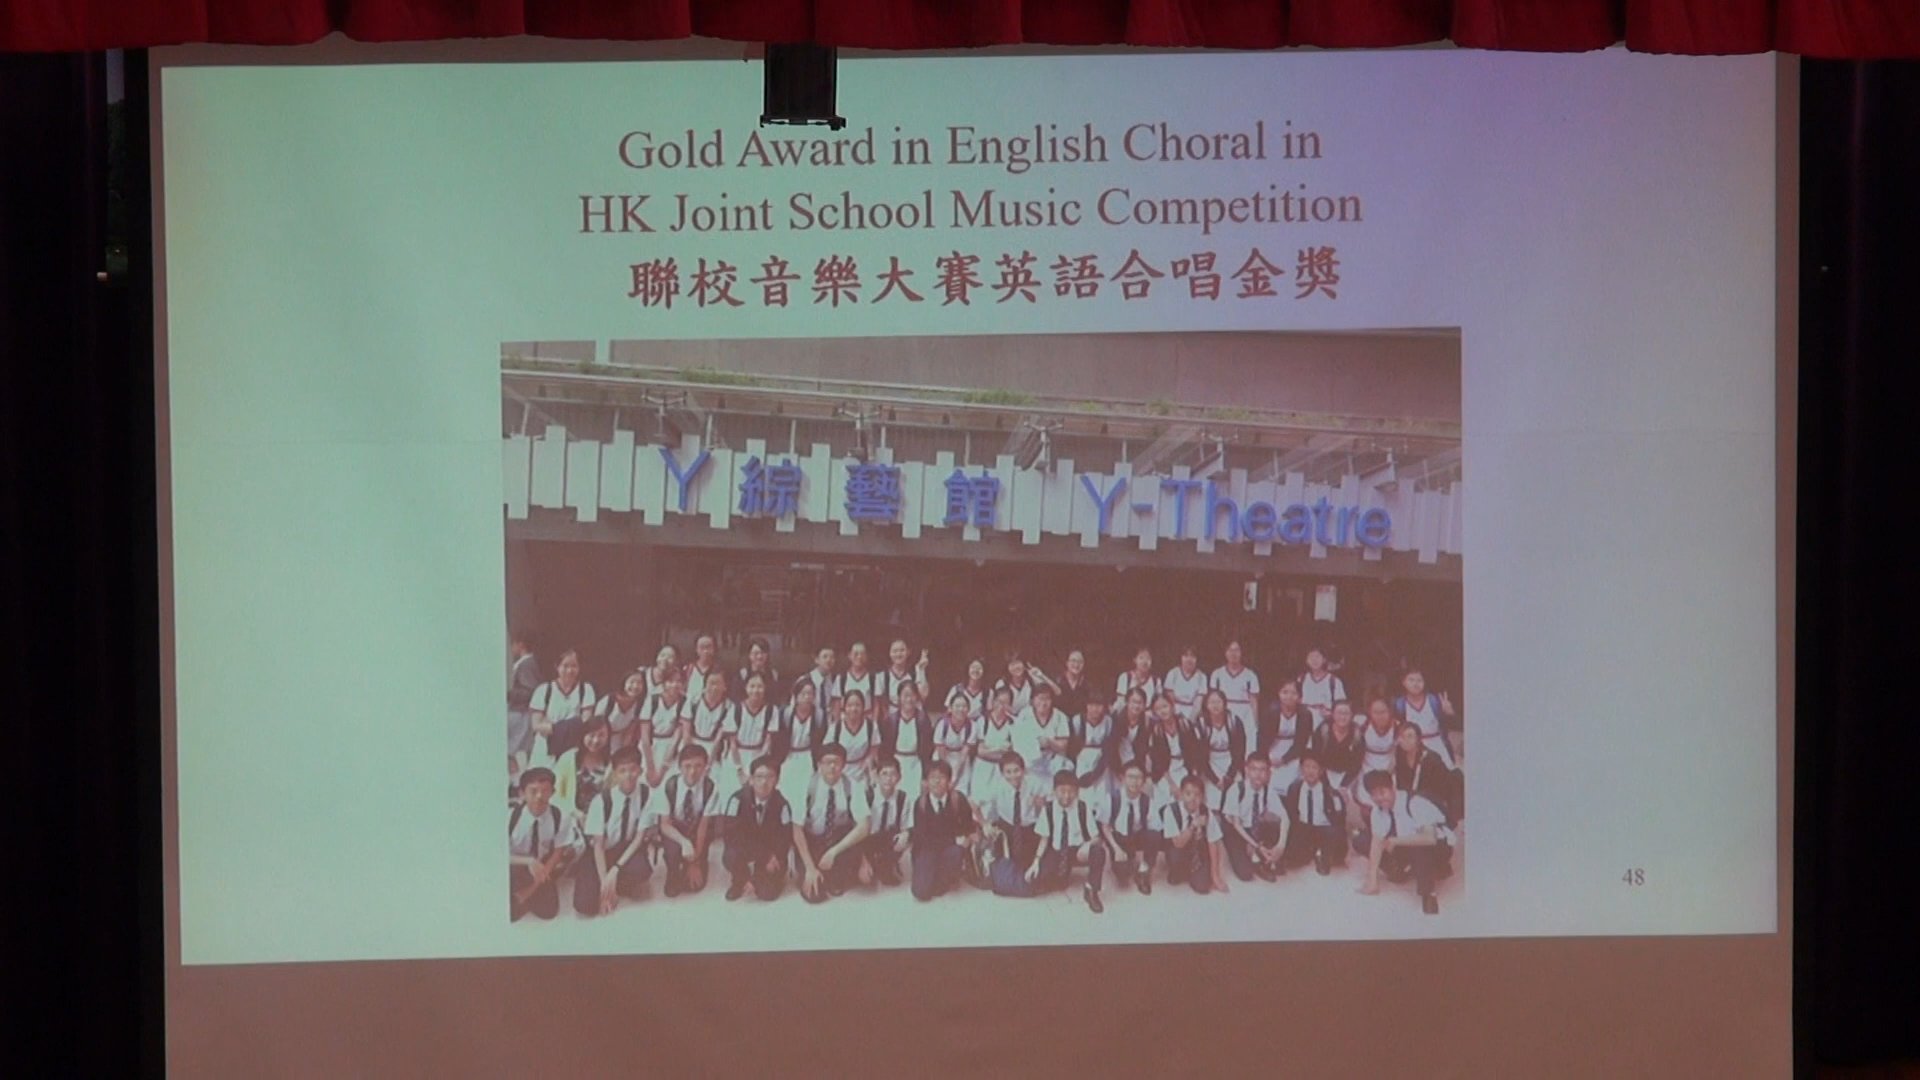 Gold Award in English Choral in
HK Joint School Music Competition
聯校音樂大賽英語合唱金獎
Y 綜藝館 Y-Theatre
48